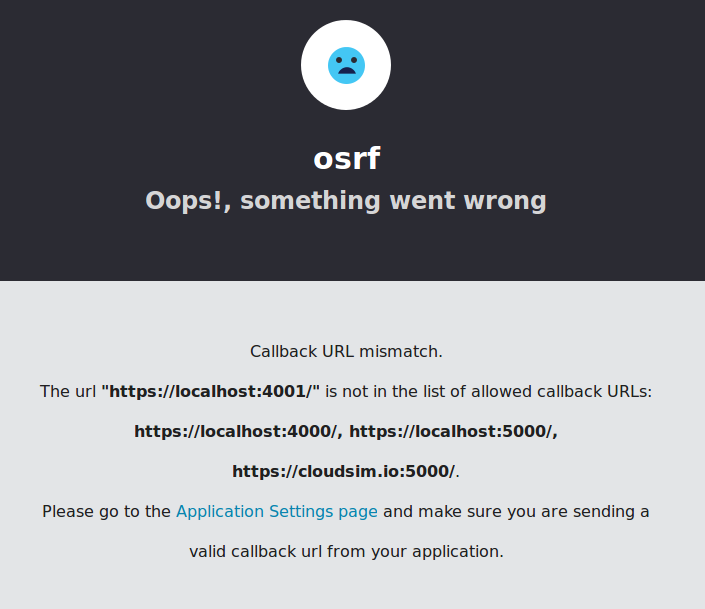 osrf
Oops!, something went wrong
Callback URL mismatch.
The url "https://localhost:4001/" is not in the list of allowed callback URLs:
https://localhost:4000/, https://localhost:5000/,
https://cloudsim.io:5000/.
Please go to the Application Settings page and make sure you are sending a
valid callback url from your application.